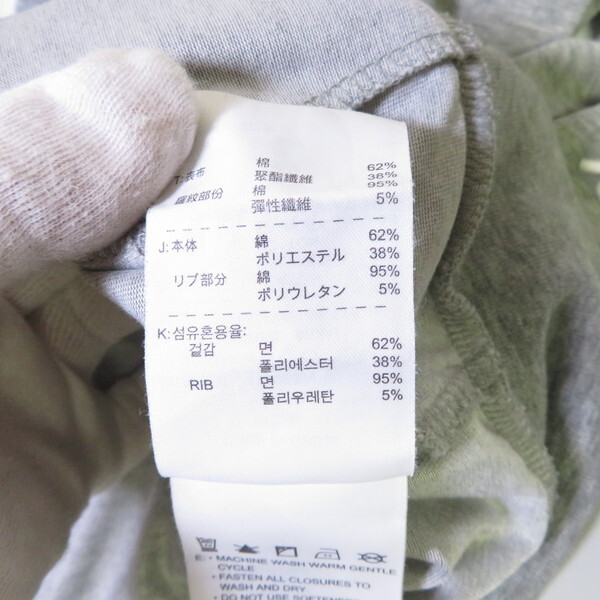 T:表布 棉 62%
聚酯纖維 38%
羅紋部份 棉 95%
彈性纖維 5%
J:本体 綿 62%
ポリエステル 38%
リブ部分 綿 95%
ポリウレタン 5%
K:섬유혼용율:
겉감 면 62%
폴리에스터 38%
RIB 면 95%
폴리우레탄 5%
E: • MACHINE WASH WARM GENTLE
CYCLE
• FASTEN ALL CLOSURES TO
WASH AND DRY
• DO NOT USE SOFTENERS